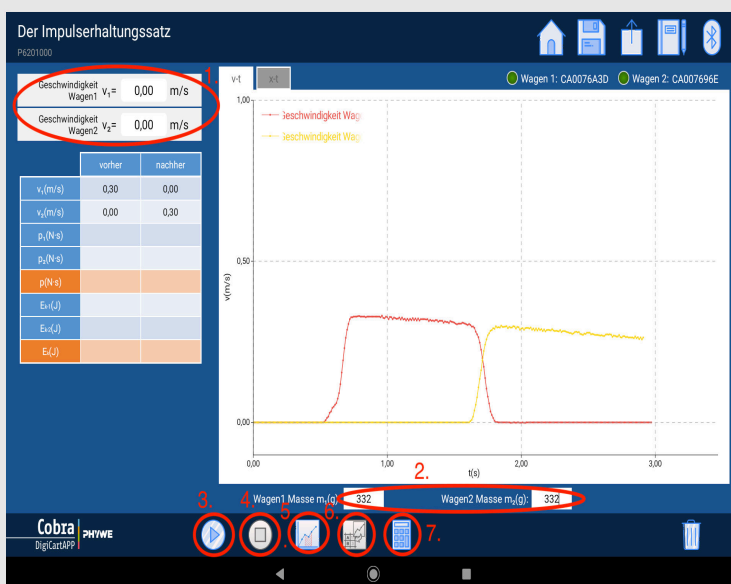 Der Impulserhaltungssatz
P6201000
1.
Geschwindigkeit Wagen1 v₁= 0,00 m/s
Geschwindigkeit Wagen2 v₂= 0,00 m/s
vorher nachher
v₁(m/s) 0,30 0,00
v₂(m/s) 0,00 0,30
p₁(N·s)
p₂(N·s)
p(N·s)
Eₖ₁(J)
Eₖ₂(J)
Eₖ(J)
v-t x-t
Wagen 1: CA0076A3D Wagen 2: CA007696E
Geschwindigkeit Wag
Geschwindigkeit Wag
1,00
0,50
0,00
v(m/s)
0,00 1,00 2,00 3,00
t(s)
2.
Wagen1 Masse m₁(g): 332 Wagen2 Masse m₂(g): 332
3. 4. 5. 6. 7.
Cobra PHYWE
DigiCartAPP